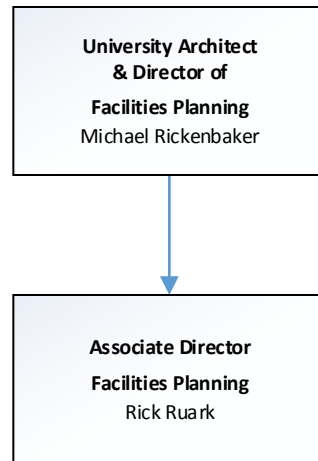 University Architect
& Director of
Facilities Planning
Michael Rickenbaker
Associate Director
Facilities Planning
Rick Ruark